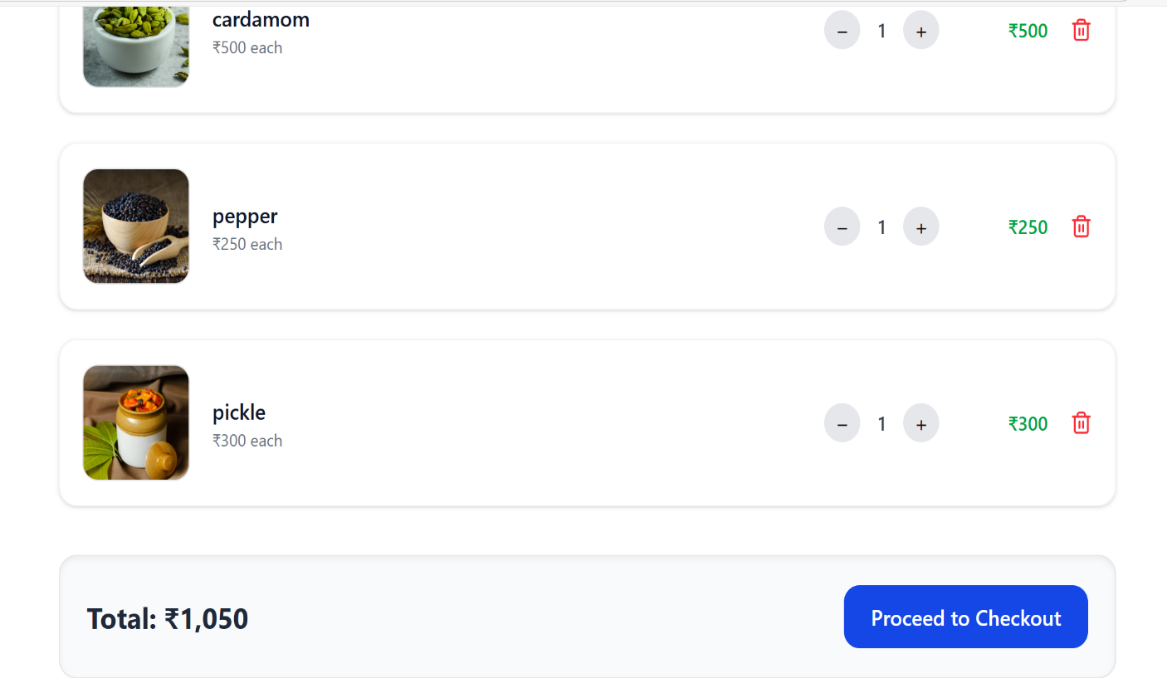 cardamom
₹500 each
− 1 + ₹500
pepper
₹250 each
− 1 + ₹250
pickle
₹300 each
− 1 + ₹300
Total: ₹1,050
Proceed to Checkout